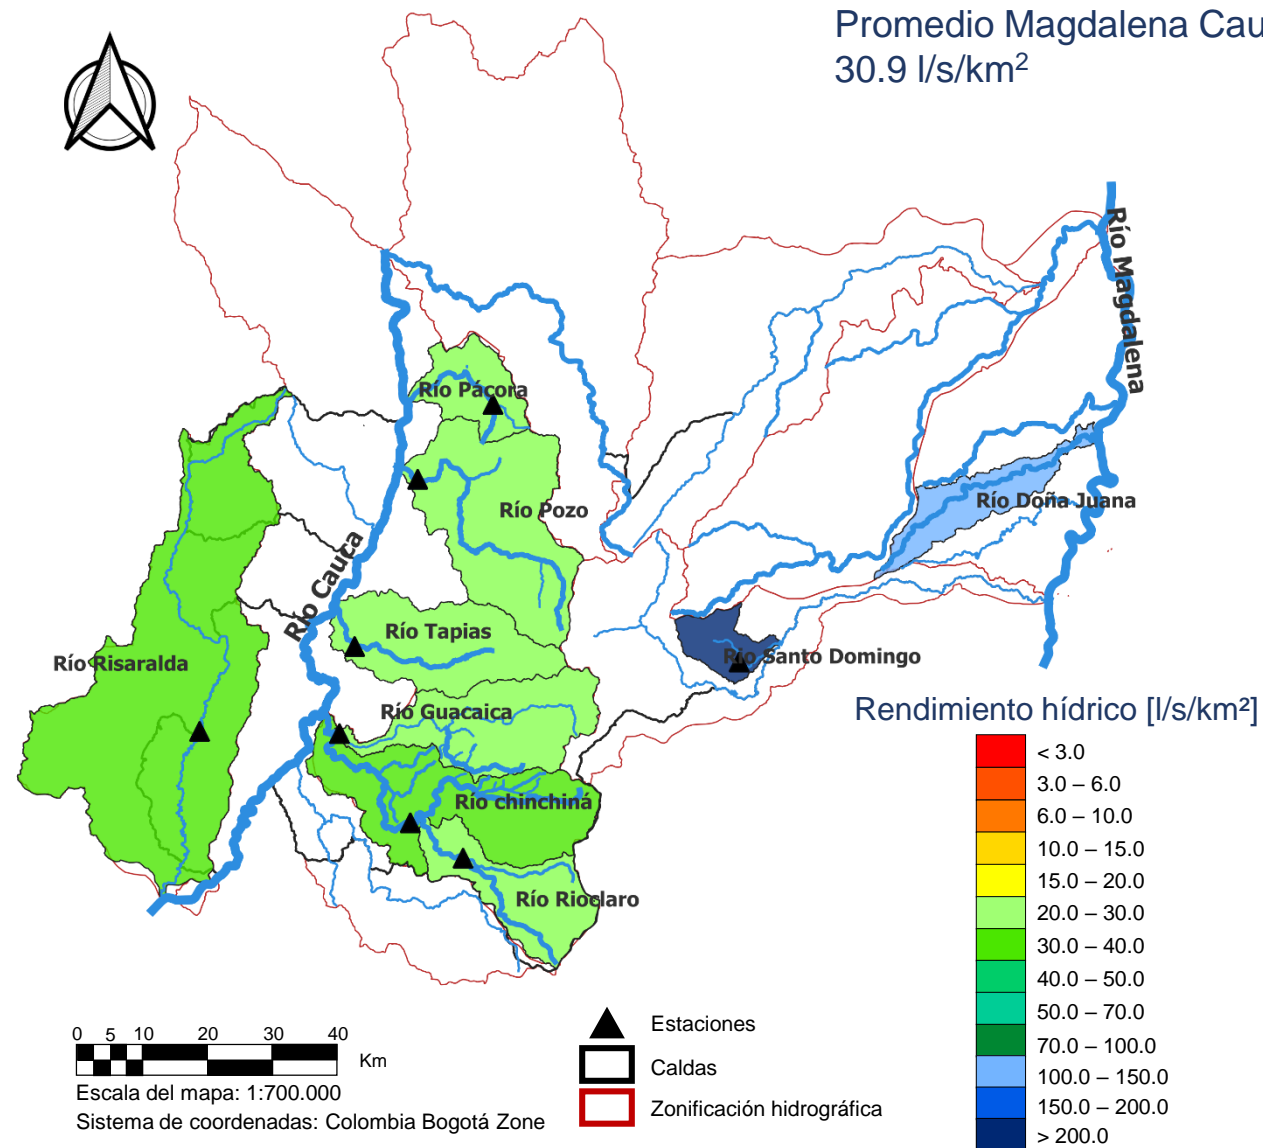 Promedio Magdalena Cau
30.9 l/s/km²
Río Magdalena
Río Pácora
Río Pozo
Río Doña Juana
Río Cauca
Río Tapias
Río Risaralda
Río Santo Domingo
Río Guacaica
Río chinchiná
Río Rioclaro
Rendimiento hídrico [l/s/km²]
< 3.0
3.0 – 6.0
6.0 – 10.0
10.0 – 15.0
15.0 – 20.0
20.0 – 30.0
30.0 – 40.0
40.0 – 50.0
50.0 – 70.0
70.0 – 100.0
100.0 – 150.0
150.0 – 200.0
> 200.0
0 5 10 20 30 40
Km
Escala del mapa: 1:700.000
Sistema de coordenadas: Colombia Bogotá Zone
Estaciones
Caldas
Zonificación hidrográfica